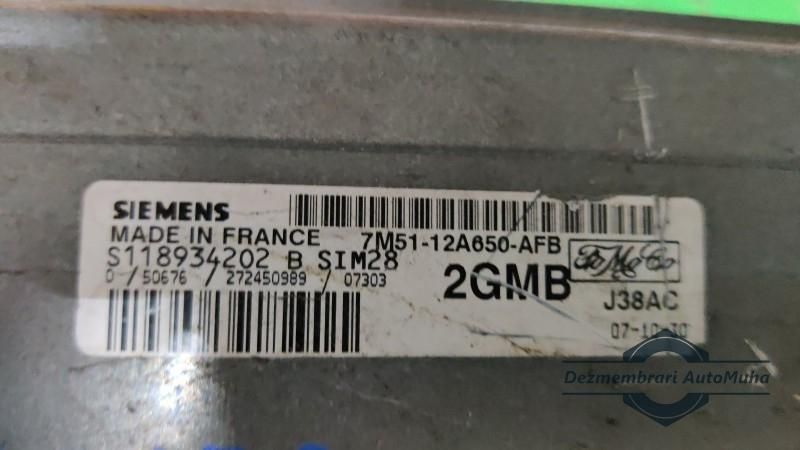 SIEMENS
MADE IN FRANCE 7M51-12A650-AFB
S118934202 B SIM28
0 / 50676 / 272450989 / 07303
2GMB
FoMoCo
J38AC
07-10-30
Dezmembrari AutoMuha